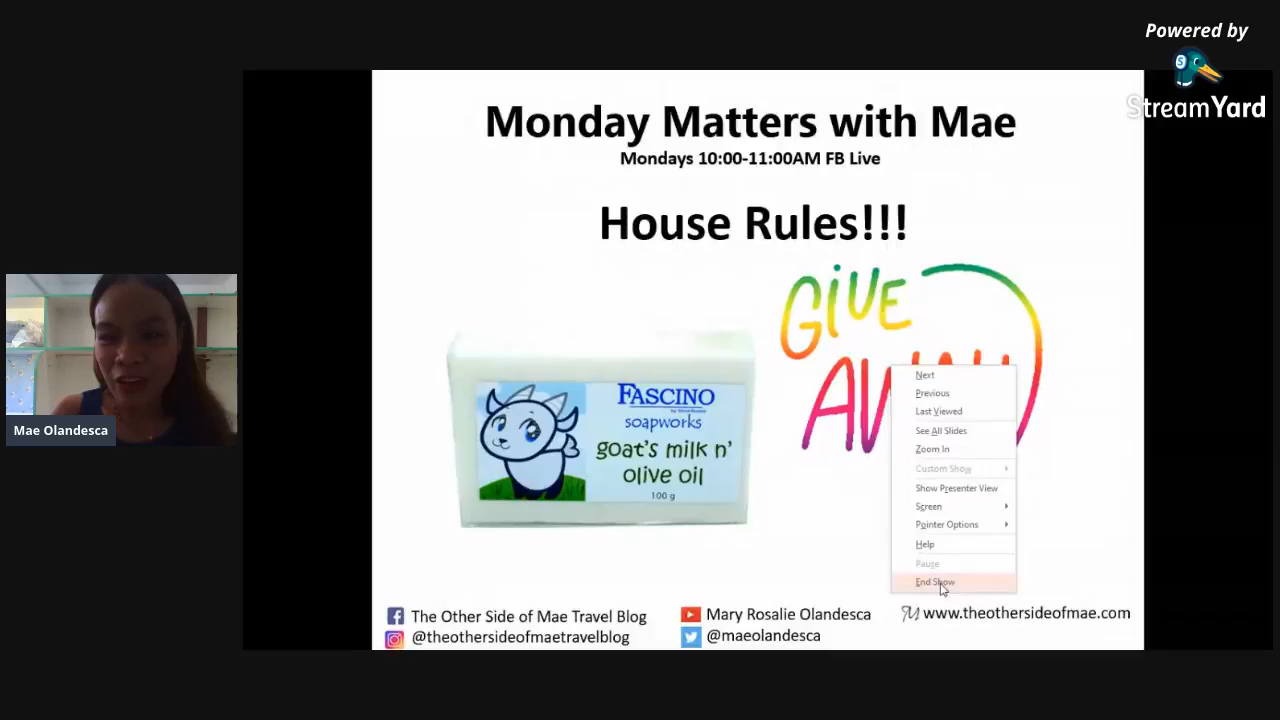 Powered by
StreamYard
Monday Matters with Mae
Mondays 10:00-11:00AM FB Live
House Rules!!!
GIVE
FASCINO
soapworks
goat's milk n'
olive oil
100 g
Next
Previous
Last Viewed
See All Slides
Zoom In
Custom Show
Show Presenter View
Screen
Pointer Options
Help
Pause
End Show
Mae Olandesca
The Other Side of Mae Travel Blog
@theothersideofmaetravelblog
Mary Rosalie Olandesca
@maeolandesca
www.theothersideofmae.com